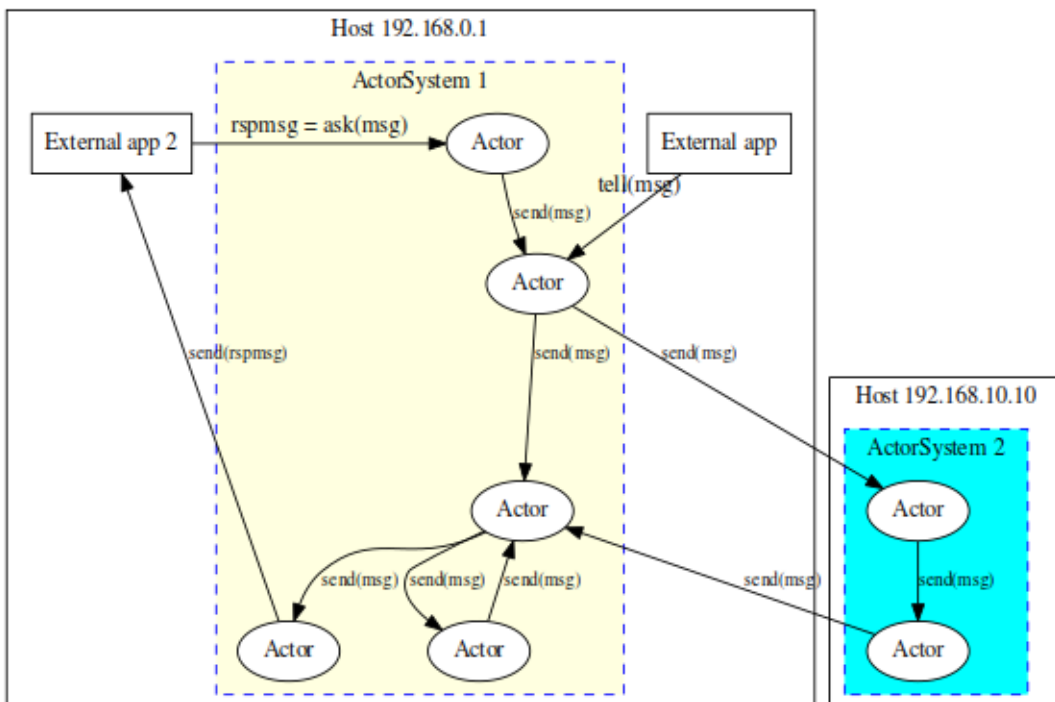 Host 192.168.0.1
ActorSystem 1
External app 2
rspmsg = ask(msg)
Actor
External app
tell(msg)
send(msg)
Actor
send(rspmsg)
send(msg)
send(msg)
Host 192.168.10.10
ActorSystem 2
Actor
Actor
send(msg)
send(msg)
send(msg)
send(msg)
send(msg)
Actor
Actor
Actor